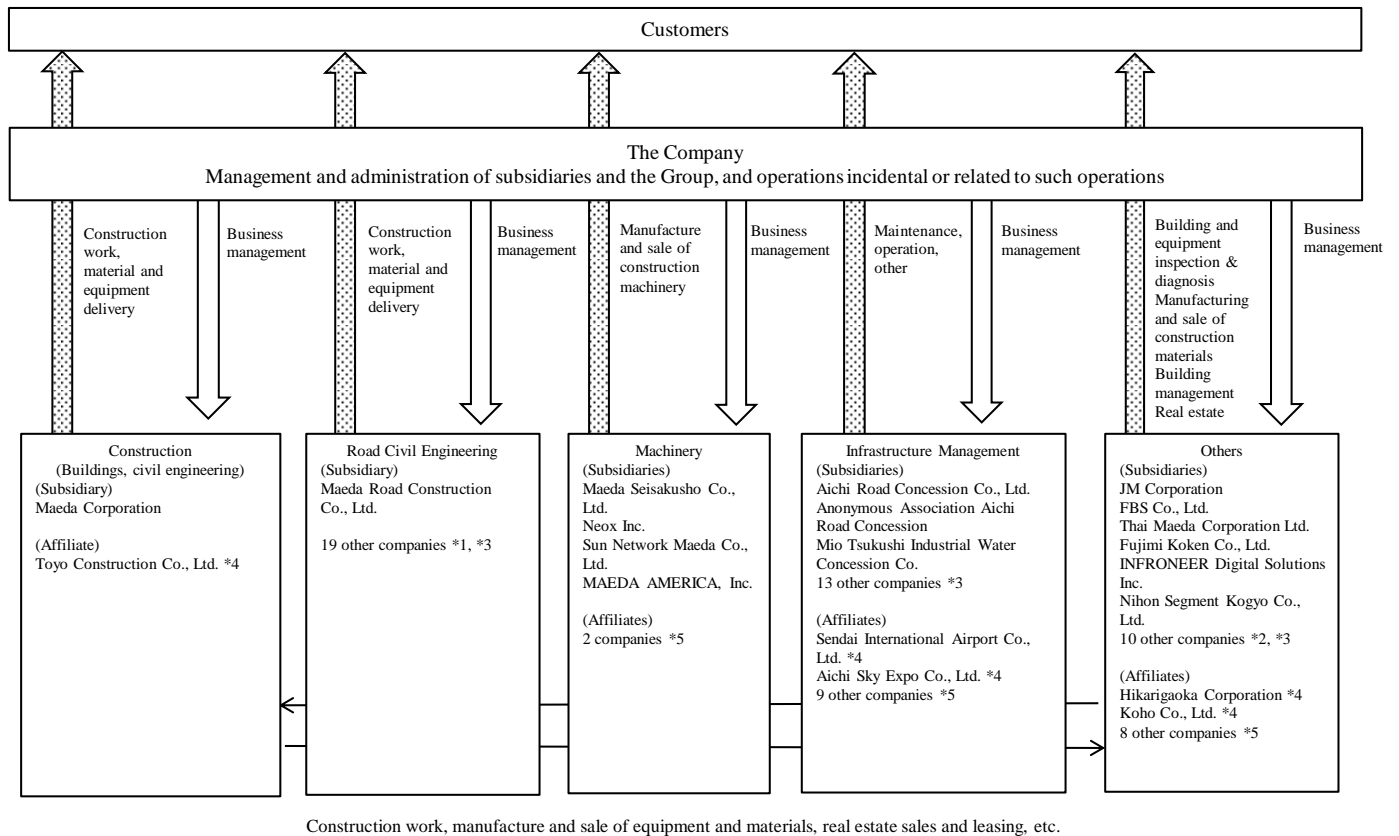 Customers
The Company
Management and administration of subsidiaries and the Group, and operations incidental or related to such operations
Construction
work,
material and
equipment
delivery
Business
management
Construction
work,
material and
equipment
delivery
Business
management
Manufacture
and sale of
construction
machinery
Business
management
Maintenance,
operation,
other
Business
management
Building and
equipment
inspection &
diagnosis
Manufacturing
and sale of
construction
materials
Building
management
Real estate
Business
management
Construction
(Buildings, civil engineering)
(Subsidiary)
Maeda Corporation
(Affiliate)
Toyo Construction Co., Ltd. *4
Road Civil Engineering
(Subsidiary)
Maeda Road Construction
Co., Ltd.
19 other companies *1, *3
Machinery
(Subsidiaries)
Maeda Seisakusho Co.,
Ltd.
Neox Inc.
Sun Network Maeda Co.,
Ltd.
MAEDA AMERICA, Inc.
(Affiliates)
2 companies *5
Infrastructure Management
(Subsidiaries)
Aichi Road Concession Co., Ltd.
Anonymous Association Aichi
Road Concession
Mio Tsukushi Industrial Water
Concession Co.
13 other companies *3
(Affiliates)
Sendai International Airport Co.,
Ltd. *4
Aichi Sky Expo Co., Ltd. *4
9 other companies *5
Others
(Subsidiaries)
JM Corporation
FBS Co., Ltd.
Thai Maeda Corporation Ltd.
Fujimi Koken Co., Ltd.
INFRONEER Digital Solutions
Inc.
Nihon Segment Kogyo Co.,
Ltd.
10 other companies *2, *3
(Affiliates)
Hikarigaoka Corporation *4
Koho Co., Ltd. *4
8 other companies *5
Construction work, manufacture and sale of equipment and materials, real estate sales and leasing, etc.